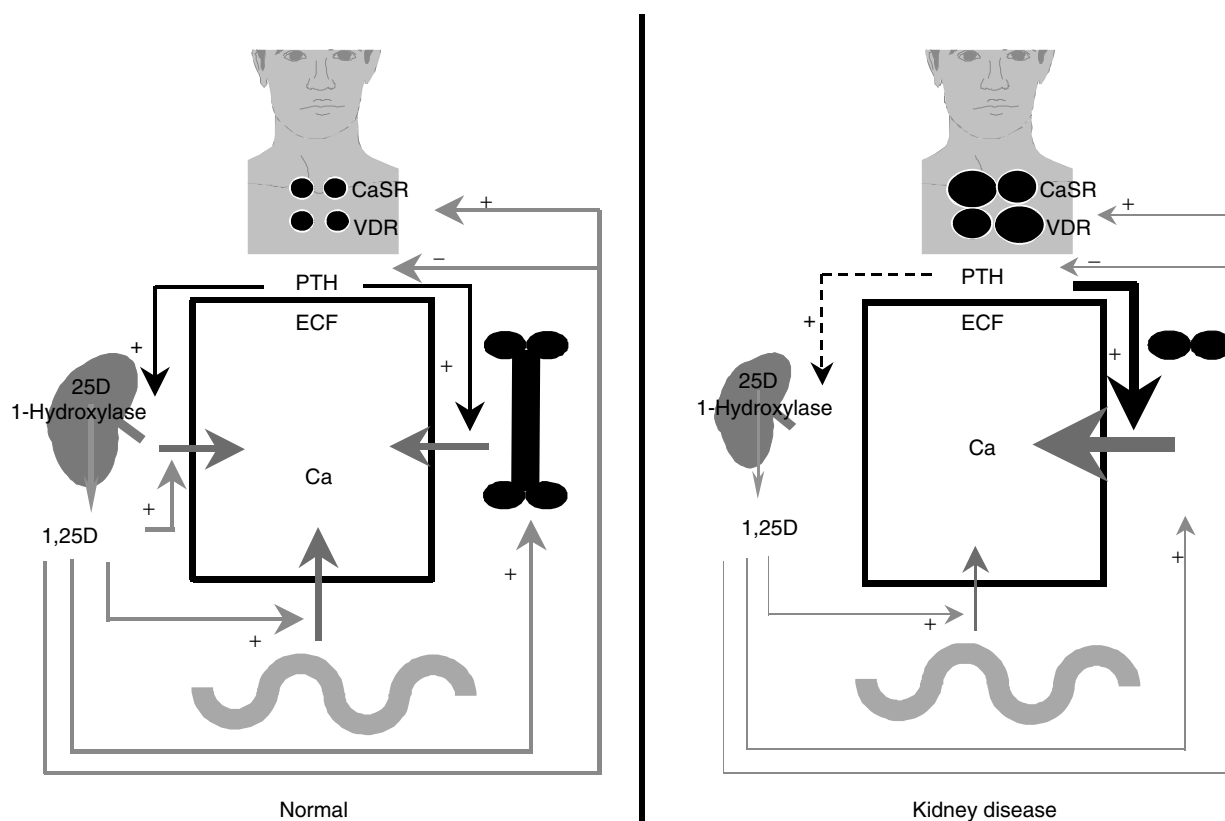 CaSR
VDR
+
−
PTH
ECF
+
+
25D
1-Hydroxylase
Ca
+
1,25D
+
+
Normal
CaSR
VDR
+
−
PTH
ECF
+
+
25D
1-Hydroxylase
Ca
1,25D
+
+
Kidney disease